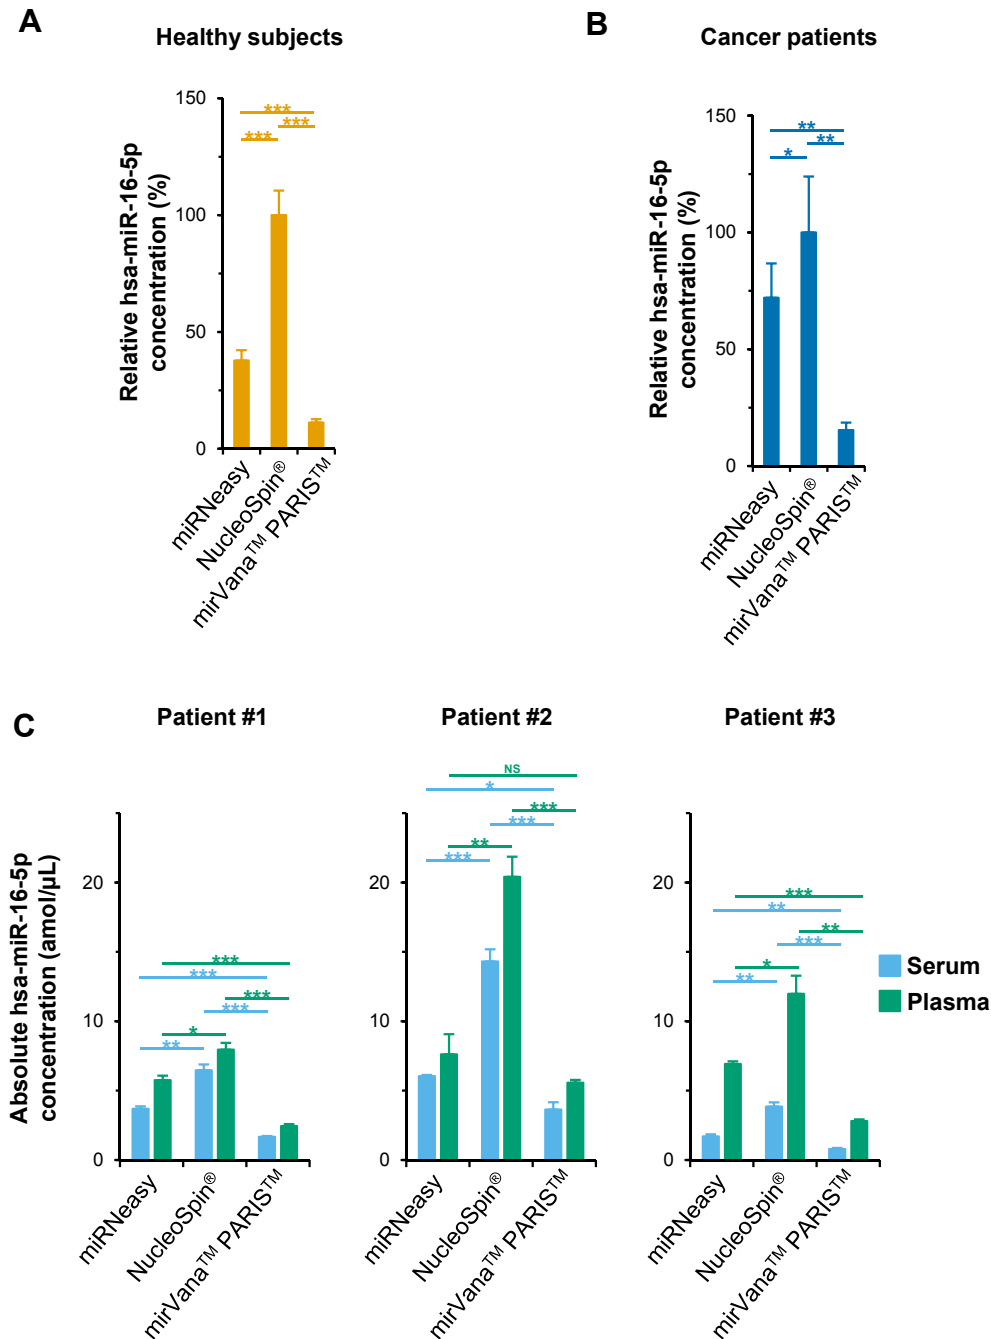 A
Healthy subjects
Relative hsa-miR-16-5p
concentration (%)
150
100
50
0
***
***
***
miRNeasy
NucleoSpin®
mirVana™ PARIS™
B
Cancer patients
Relative hsa-miR-16-5p
concentration (%)
150
100
50
0
**
**
*
miRNeasy
NucleoSpin®
mirVana™ PARIS™
C
Absolute hsa-miR-16-5p
concentration (amol/µL)
Patient #1
20
10
0
***
***
***
***
*
**
miRNeasy
NucleoSpin®
mirVana™ PARIS™
Patient #2
20
10
0
NS
*
***
***
**
***
miRNeasy
NucleoSpin®
mirVana™ PARIS™
Patient #3
20
10
0
***
**
**
***
*
**
miRNeasy
NucleoSpin®
mirVana™ PARIS™
Serum
Plasma